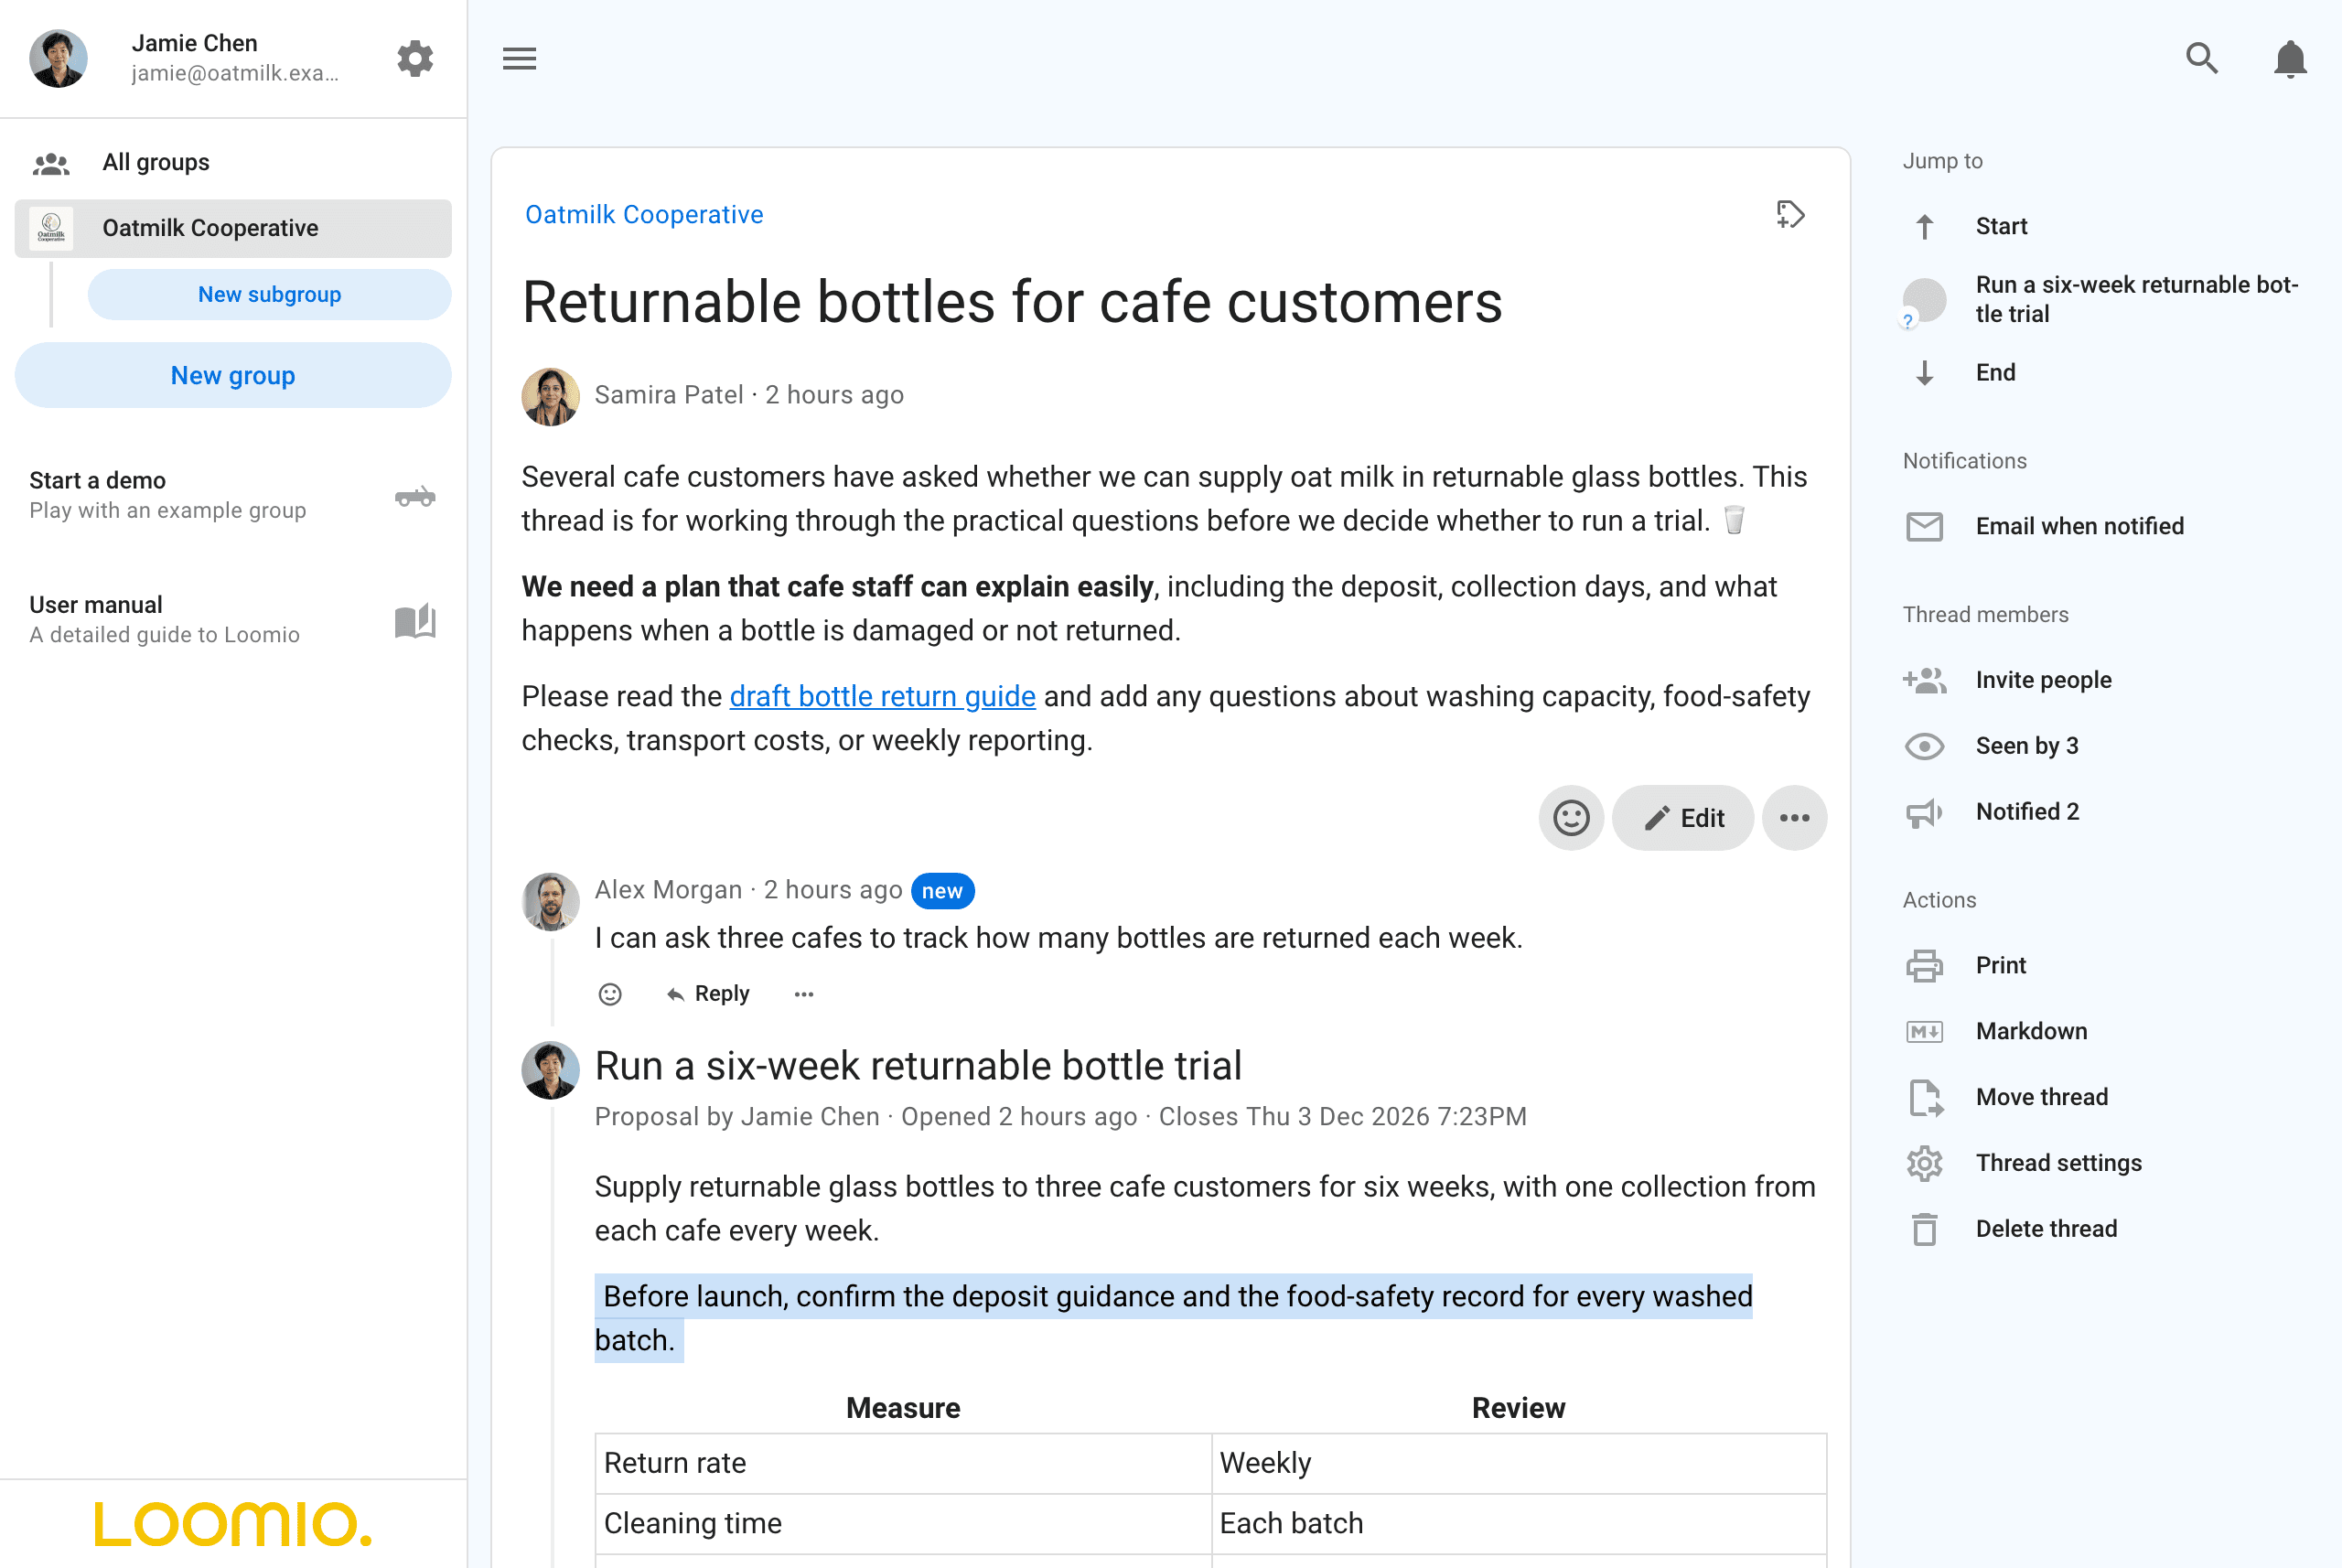 Jamie Chen
jamie@oatmilk.exa...
All groups
Oatmilk Cooperative
Oatmilk Cooperative
New subgroup
New group
Start a demo
Play with an example group
User manual
A detailed guide to Loomio
LOOMIO.
Oatmilk Cooperative
Returnable bottles for cafe customers
Samira Patel · 2 hours ago
Several cafe customers have asked whether we can supply oat milk in returnable glass bottles. This
thread is for working through the practical questions before we decide whether to run a trial. 🥛
We need a plan that cafe staff can explain easily, including the deposit, collection days, and what
happens when a bottle is damaged or not returned.
Please read the draft bottle return guide and add any questions about washing capacity, food-safety
checks, transport costs, or weekly reporting.
Edit
Alex Morgan · 2 hours ago new
I can ask three cafes to track how many bottles are returned each week.
Reply
Run a six-week returnable bottle trial
Proposal by Jamie Chen · Opened 2 hours ago · Closes Thu 3 Dec 2026 7:23PM
Supply returnable glass bottles to three cafe customers for six weeks, with one collection from
each cafe every week.
Before launch, confirm the deposit guidance and the food-safety record for every washed
batch.
Measure Review
Return rate Weekly
Cleaning time Each batch
Jump to
Start
?
Run a six-week returnable bot-
tle trial
End
Notifications
Email when notified
Thread members
Invite people
Seen by 3
Notified 2
Actions
Print
M Markdown
Move thread
Thread settings
Delete thread